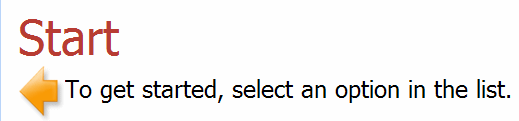 Start
To get started, select an option in the list.